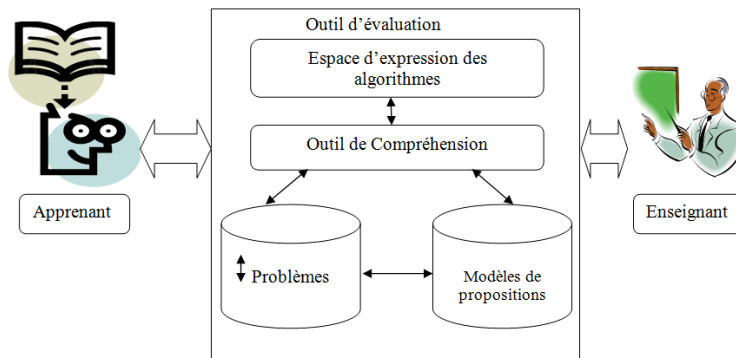 Outil d’évaluation
Espace d’expression des
algorithmes
Outil de Compréhension
Apprenant
Enseignant
Problèmes
Modèles de
propositions